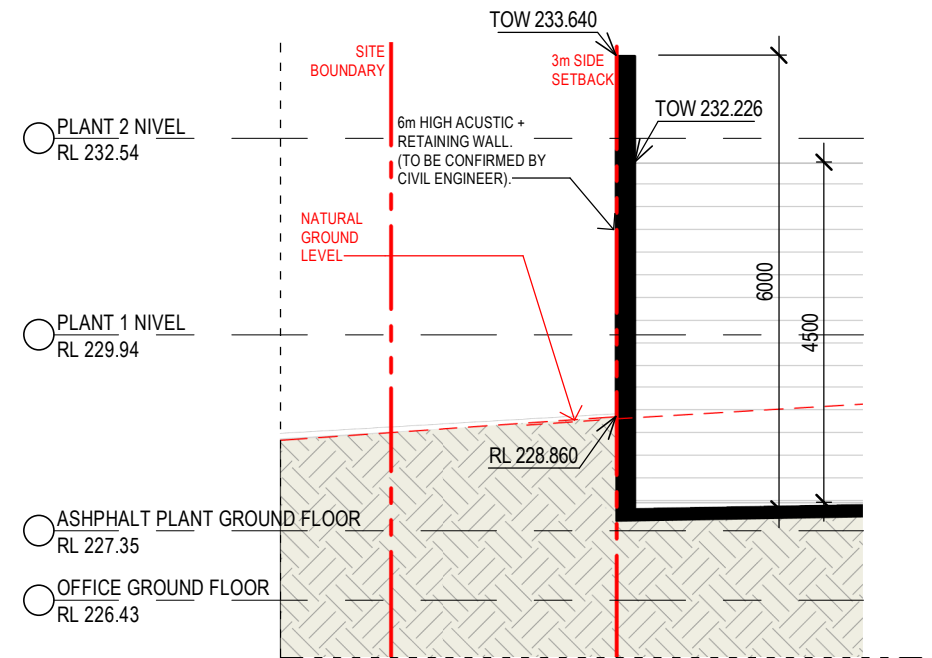 TOW 233.640
SITE
BOUNDARY
3m SIDE
SETBACK
TOW 232.226
PLANT 2 NIVEL
RL 232.54
6m HIGH ACUSTIC +
RETAINING WALL.
(TO BE CONFIRMED BY
CIVIL ENGINEER).
NATURAL
GROUND
LEVEL
6000
4500
PLANT 1 NIVEL
RL 229.94
RL 228.860
ASHPHALT PLANT GROUND FLOOR
RL 227.35
OFFICE GROUND FLOOR
RL 226.43